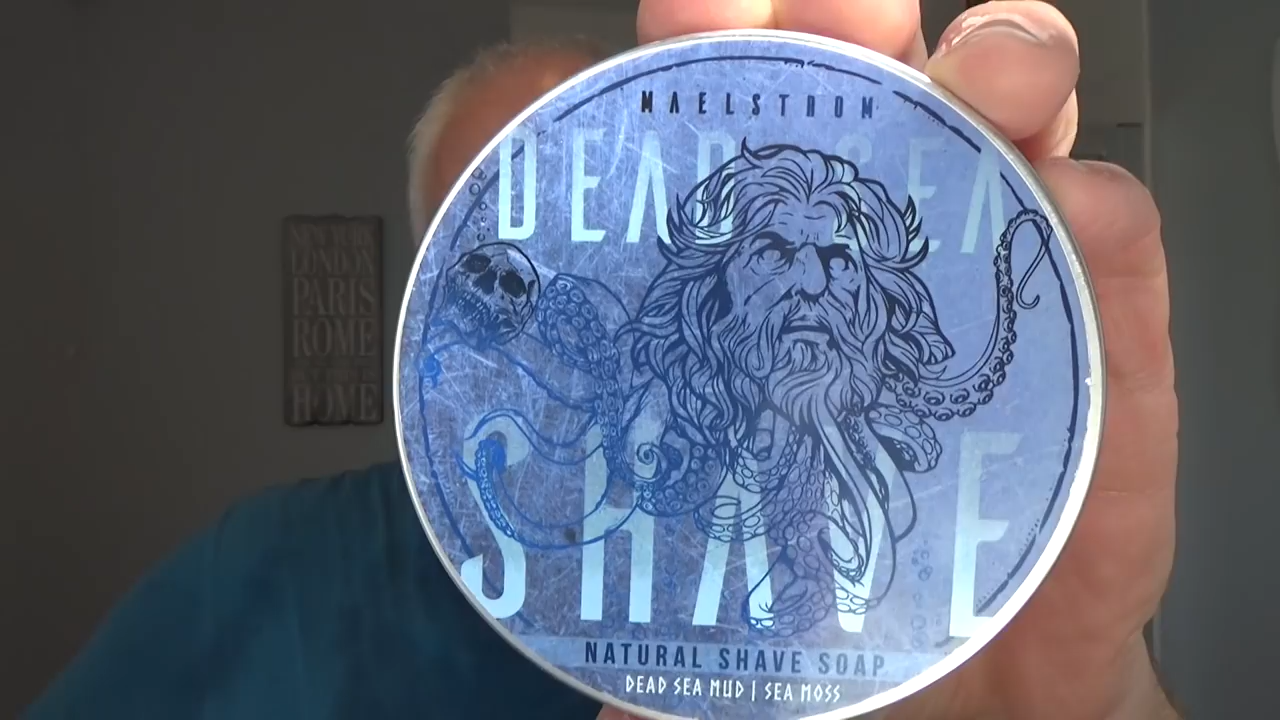 MAELSTROM
DEAD SEA
SHAVE
NATURAL SHAVE SOAP
DEAD SEA MUD | SEA MOSS
NEW YORK
LONDON
PARIS
ROME
HOME